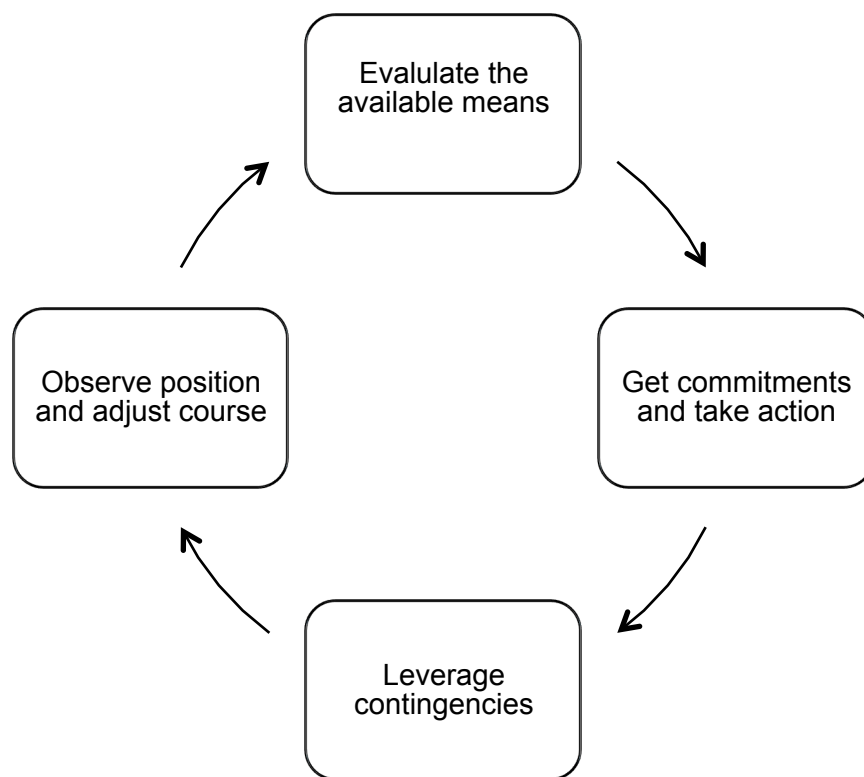 Evalulate the
available means
Get commitments
and take action
Leverage
contingencies
Observe position
and adjust course